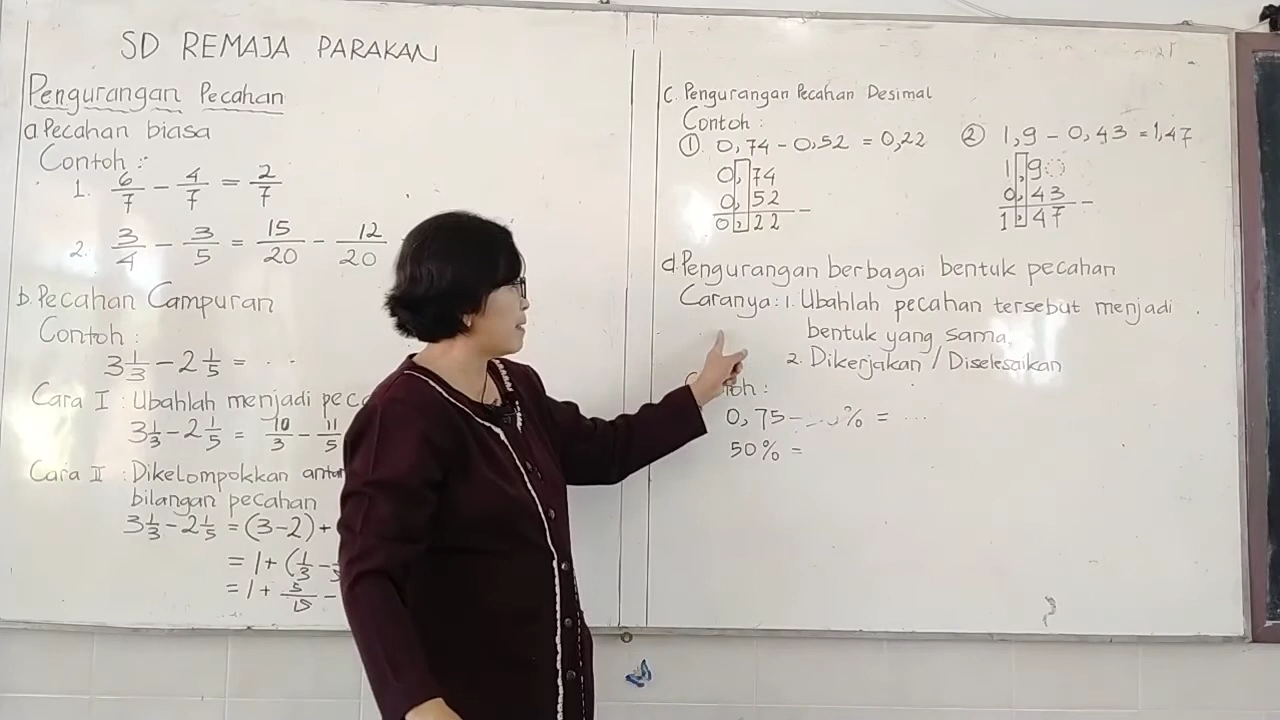 SD REMAJA PARAKAN
Pengurangan Pecahan
a Pecahan biasa
Contoh :
1. 6/7 - 4/7 = 2/7
2. 3/4 - 3/5 = 15/20 - 12/20
b. Pecahan Campuran
Contoh :
3 1/3 - 2 1/5 = ...
Cara I : Ubahlah menjadi
3 1/3 - 2 1/5 = 10/3 - 11/5
Cara II : Dikelompokkan
bilangan pecahan
3 1/3 - 2 1/5 = (3-2) +
= 1 + (1/3 -
= 1 + 5/15 -
C. Pengurangan Pecahan Desimal
Contoh :
① 0,74 - 0,52 = 0,22
0,74
0,52 -
0,22
② 1,9 - 0,43 = 1,47
1,9
0,43 -
1,47
d. Pengurangan berbagai bentuk pecahan
Caranya : 1. Ubahlah pecahan tersebut menjadi
bentuk yang sama.
2. Dikerjakan / Diselesaikan
0,75 - % = ...
50% =